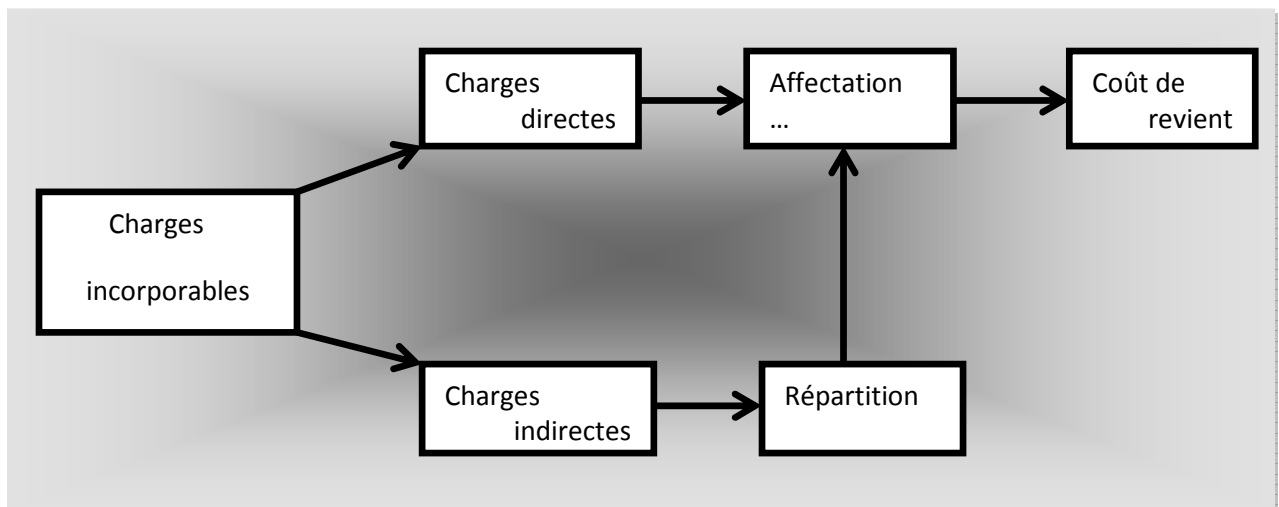 Charges
directes
Affectation
...
Coût de
revient
Charges
incorporables
Charges
indirectes
Répartition